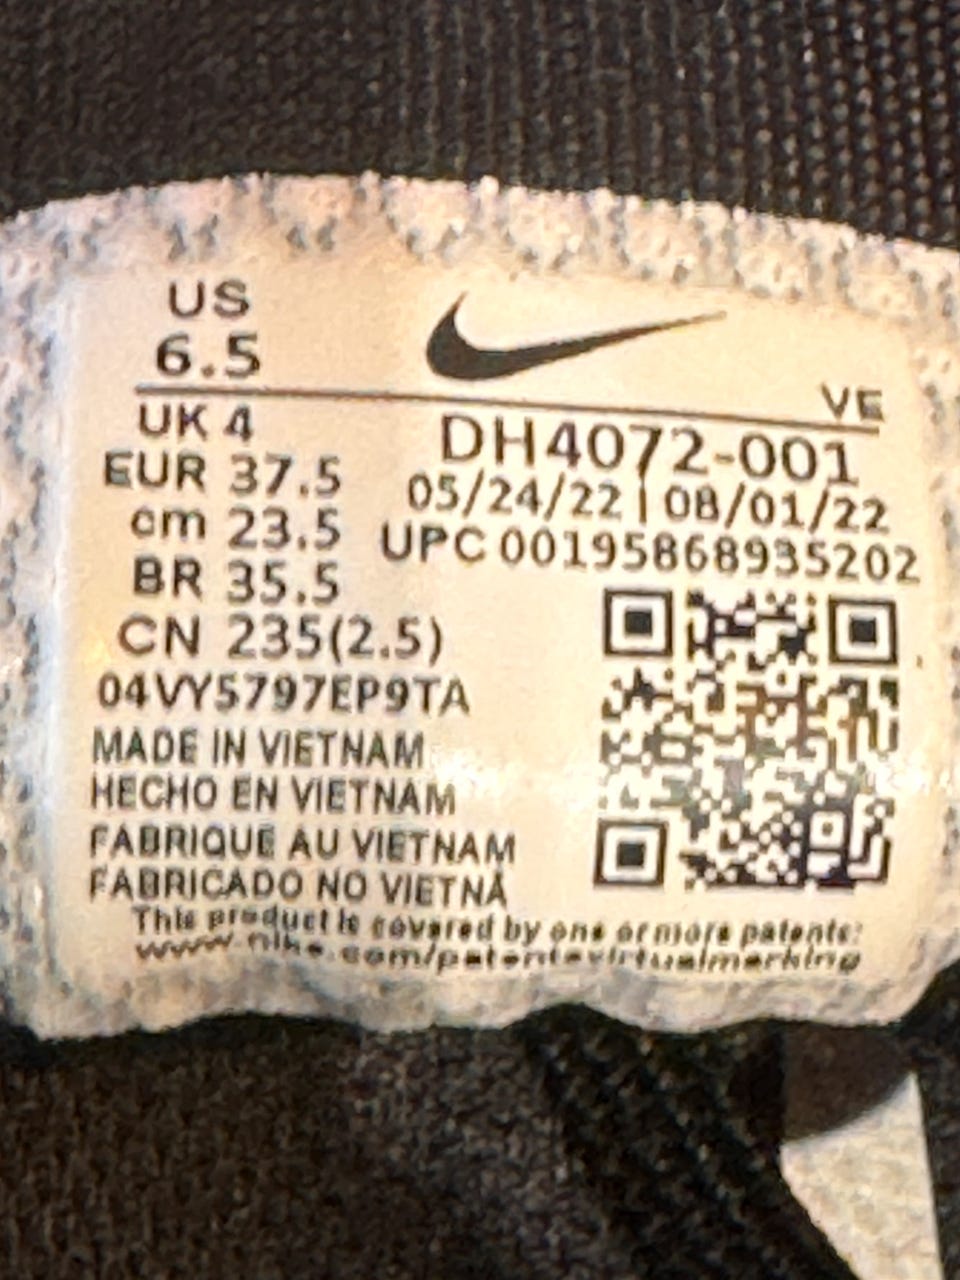 US
6.5
VE
UK 4
EUR 37.5
cm 23.5
BR 35.5
CN 235(2.5)
DH4072-001
05/24/22 | 08/01/22
UPC 00195868935202
04VY5797EP9TA
MADE IN VIETNAM
HECHO EN VIETNAM
FABRIQUE AU VIETNAM
FABRICADO NO VIETNÃ
This product is covered by one or more patents:
www.nike.com/patentsvirtualmarking